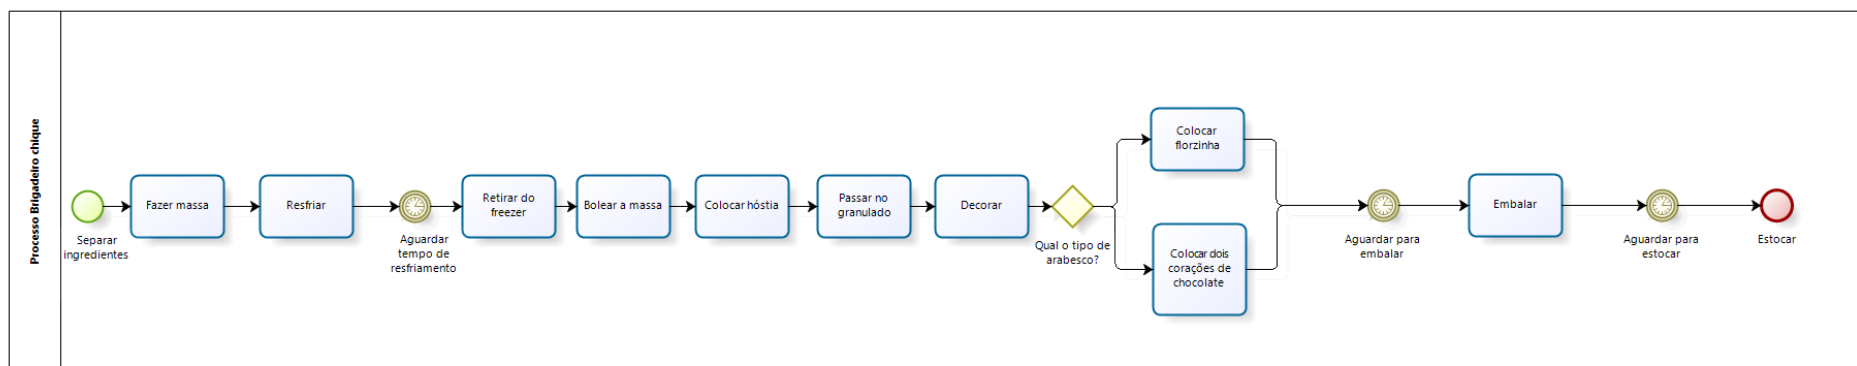 Processo Brigadeiro chique
Separar
ingredientes
Fazer massa
Resfriar
Aguardar
tempo de
resfriamento
Retirar do
freezer
Bolear a massa
Colocar hóstia
Passar no
granulado
Decorar
Qual o tipo de
arabesco?
Colocar
florzinha
Colocar dois
corações de
chocolate
Aguardar para
embalar
Embalar
Aguardar para
estocar
Estocar